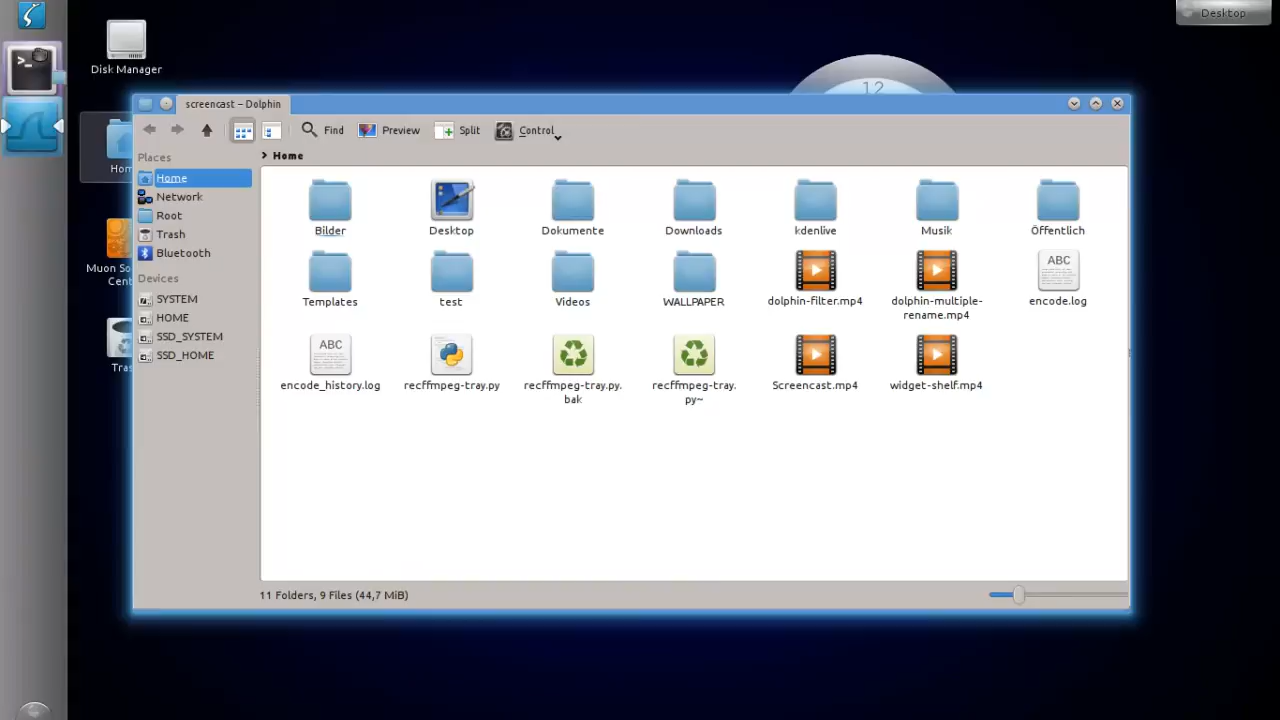 Desktop
Disk Manager
12
screencast – Dolphin
Find
Preview
Split
Control
Places
Home
Home
Network
Root
Trash
Bluetooth
Devices
SYSTEM
HOME
SSD_SYSTEM
SSD_HOME
Bilder
Desktop
Dokumente
Downloads
kdenlive
Musik
Öffentlich
Templates
test
Videos
WALLPAPER
dolphin-filter.mp4
dolphin-multiple-
rename.mp4
ABC
encode.log
ABC
encode_history.log
recffmpeg-tray.py
recffmpeg-tray.py.
bak
recffmpeg-tray.
py~
Screencast.mp4
widget-shelf.mp4
11 Folders, 9 Files (44,7 MiB)
Hom
Muon So
Cent
Tras
>_